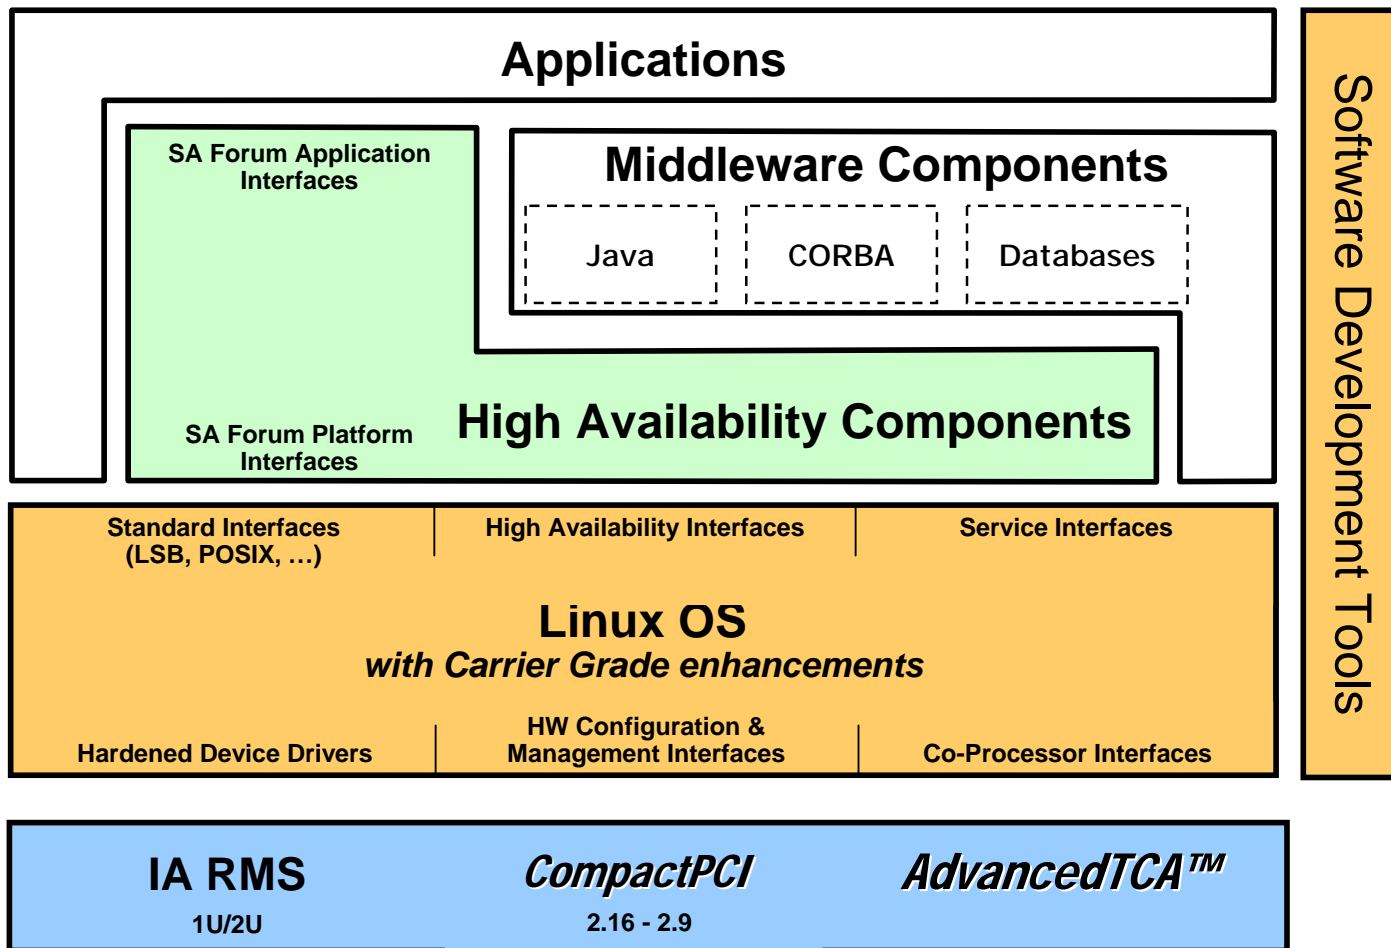 Applications
SA Forum Application
Interfaces
Middleware Components
Java
CORBA
Databases
High Availability Components
SA Forum Platform
Interfaces
Standard Interfaces
(LSB, POSIX, …)
High Availability Interfaces
Service Interfaces
Linux OS
with Carrier Grade enhancements
Hardened Device Drivers
HW Configuration &
Management Interfaces
Co-Processor Interfaces
IA RMS
1U/2U
CompactPCI
2.16 - 2.9
AdvancedTCA™
Software Development Tools